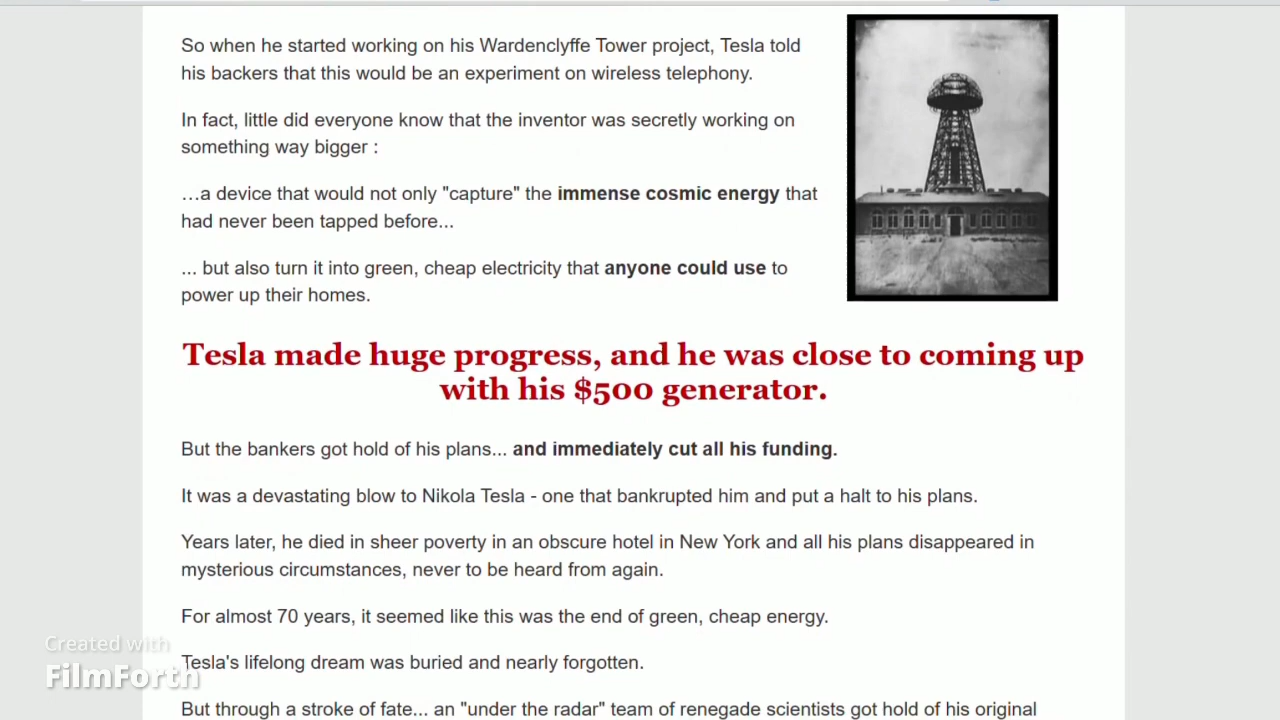 So when he started working on his Wardenclyffe Tower project, Tesla told
his backers that this would be an experiment on wireless telephony.
In fact, little did everyone know that the inventor was secretly working on
something way bigger :
…a device that would not only "capture" the immense cosmic energy that
had never been tapped before...
... but also turn it into green, cheap electricity that anyone could use to
power up their homes.
Tesla made huge progress, and he was close to coming up
with his $500 generator.
But the bankers got hold of his plans... and immediately cut all his funding.
It was a devastating blow to Nikola Tesla - one that bankrupted him and put a halt to his plans.
Years later, he died in sheer poverty in an obscure hotel in New York and all his plans disappeared in
mysterious circumstances, never to be heard from again.
For almost 70 years, it seemed like this was the end of green, cheap energy.
Created with
FilmForth
Tesla's lifelong dream was buried and nearly forgotten.
But through a stroke of fate... an "under the radar" team of renegade scientists got hold of his original